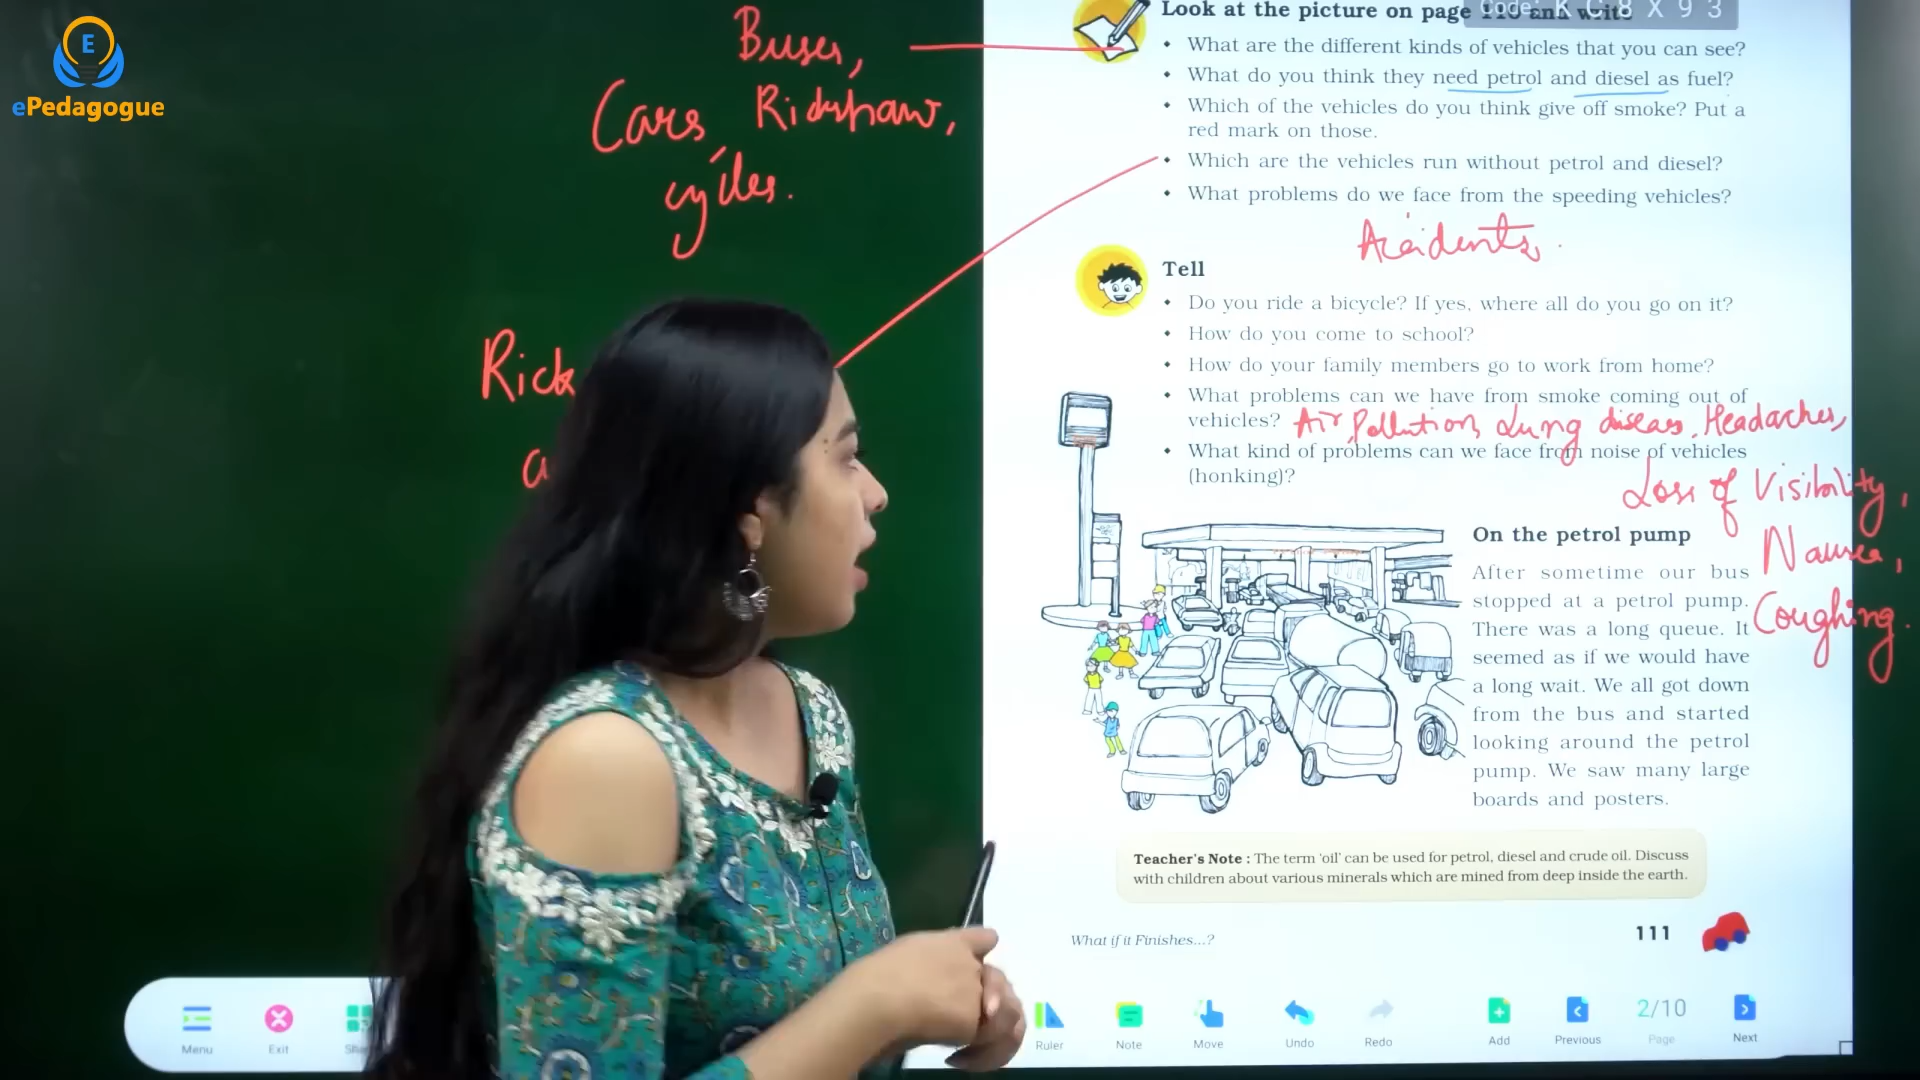 E
ePedagogue
Buses,
Cars, Rickshaw,
cycles.
Rick
a
Code: K C 8 X 9 3
Look at the picture on page 110 and write
• What are the different kinds of vehicles that you can see?
• What do you think they need petrol and diesel as fuel?
• Which of the vehicles do you think give off smoke? Put a
red mark on those.
• Which are the vehicles run without petrol and diesel?
• What problems do we face from the speeding vehicles?
Accidents.
Tell
• Do you ride a bicycle? If yes, where all do you go on it?
• How do you come to school?
• How do your family members go to work from home?
• What problems can we have from smoke coming out of
vehicles? Air Pollution, Lung diseases, Headaches,
• What kind of problems can we face from noise of vehicles
(honking)?
Loss of Visibility,
Nausea,
Coughing.
On the petrol pump
After sometime our bus
stopped at a petrol pump.
There was a long queue. It
seemed as if we would have
a long wait. We all got down
from the bus and started
looking around the petrol
pump. We saw many large
boards and posters.
Teacher's Note : The term 'oil' can be used for petrol, diesel and crude oil. Discuss
with children about various minerals which are mined from deep inside the earth.
What if it Finishes...?
111
Menu
Exit
Ruler
Note
Move
Undo
Redo
Add
Previous
2/10
Page
Next